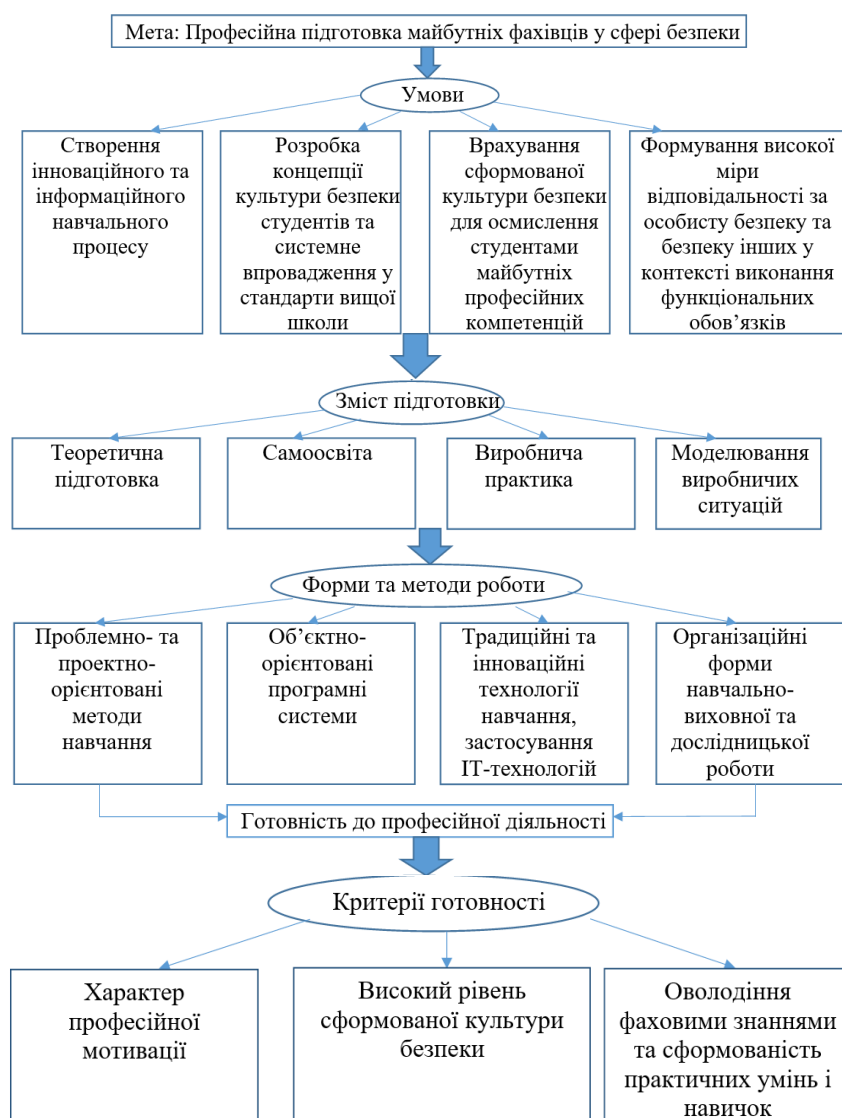 Мета: Професійна підготовка майбутніх фахівців у сфері безпеки
Умови
Створення
інноваційного та
інформаційного
навчального
процесу
Розробка
концепції
культури безпеки
студентів та
системне
впровадження у
стандарти вищої
школи
Врахування
сформованої
культури безпеки
для осмислення
студентами
майбутніх
професійних
компетенцій
Формування високої
міри
відповідальності за
особисту безпеку та
безпеку інших у
контексті виконання
функціональних
обов’язків
Зміст підготовки
Теоретична
підготовка
Самоосвіта
Виробнича
практика
Моделювання
виробничих
ситуацій
Форми та методи роботи
Проблемно- та
проектно-
орієнтовані
методи
навчання
Об’єктно-
орієнтовані
програмні
системи
Традиційні та
інноваційні
технології
навчання,
застосування
ІТ-технологій
Організаційні
форми
навчально-
виховної та
дослідницької
роботи
Готовність до професійної діяльності
Критерії готовності
Характер
професійної
мотивації
Високий рівень
сформованої культури
безпеки
Оволодіння
фаховими знаннями
та сформованість
практичних умінь і
навичок